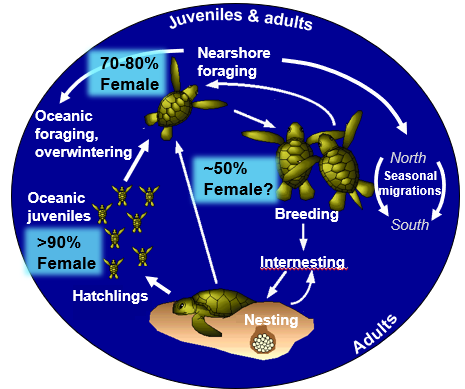 Juveniles & adults
70-80%
Female
Nearshore
foraging
Oceanic
foraging,
overwintering
North
Seasonal
migrations
South
~50%
Female?
Breeding
Oceanic
juveniles
>90%
Female
Hatchlings
Internesting
Nesting
Adults